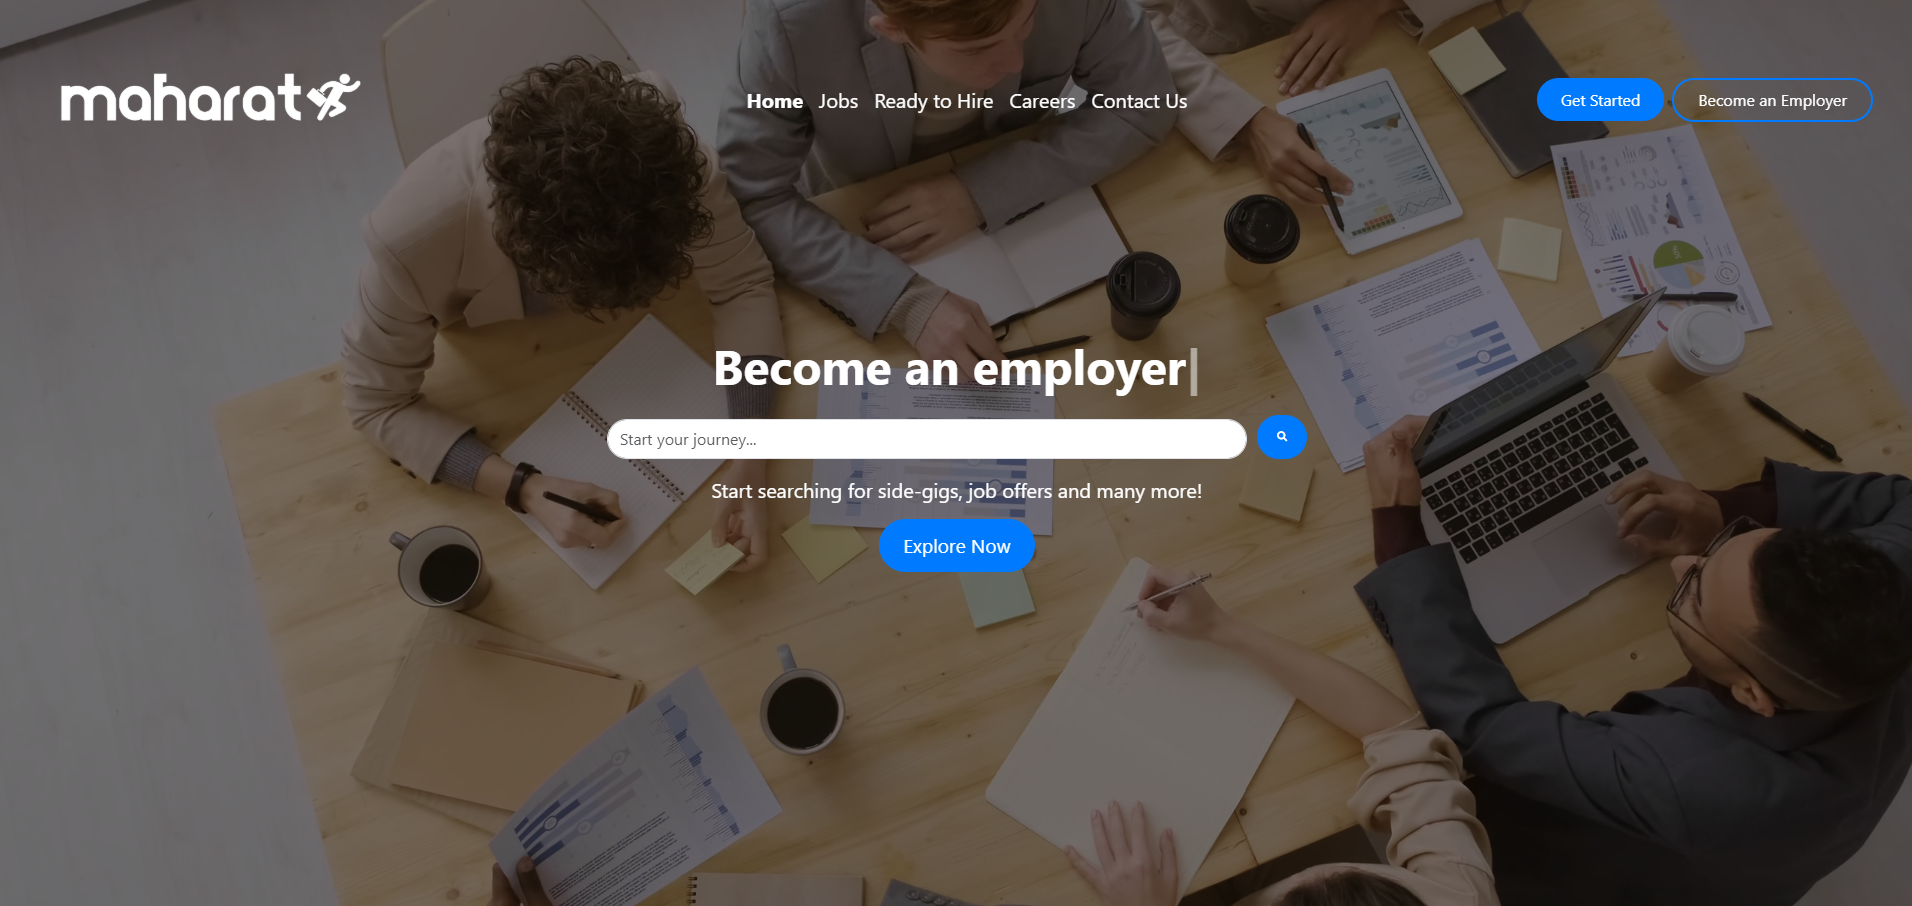 maharat
Home Jobs Ready to Hire Careers Contact Us
Get Started Become an Employer
Become an employer|
Start your journey...
Start searching for side-gigs, job offers and many more!
Explore Now